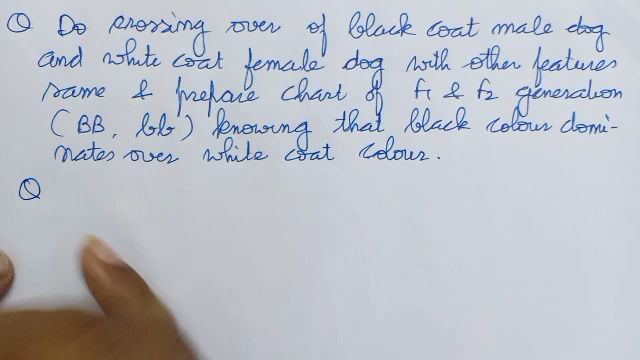 Q Do crossing over of black coat male dog
and white coat female dog with other features
same & prepare chart of f1 & f2 generation
(BB, bb) knowing that black colour domi-
nates over white coat colour.
Q